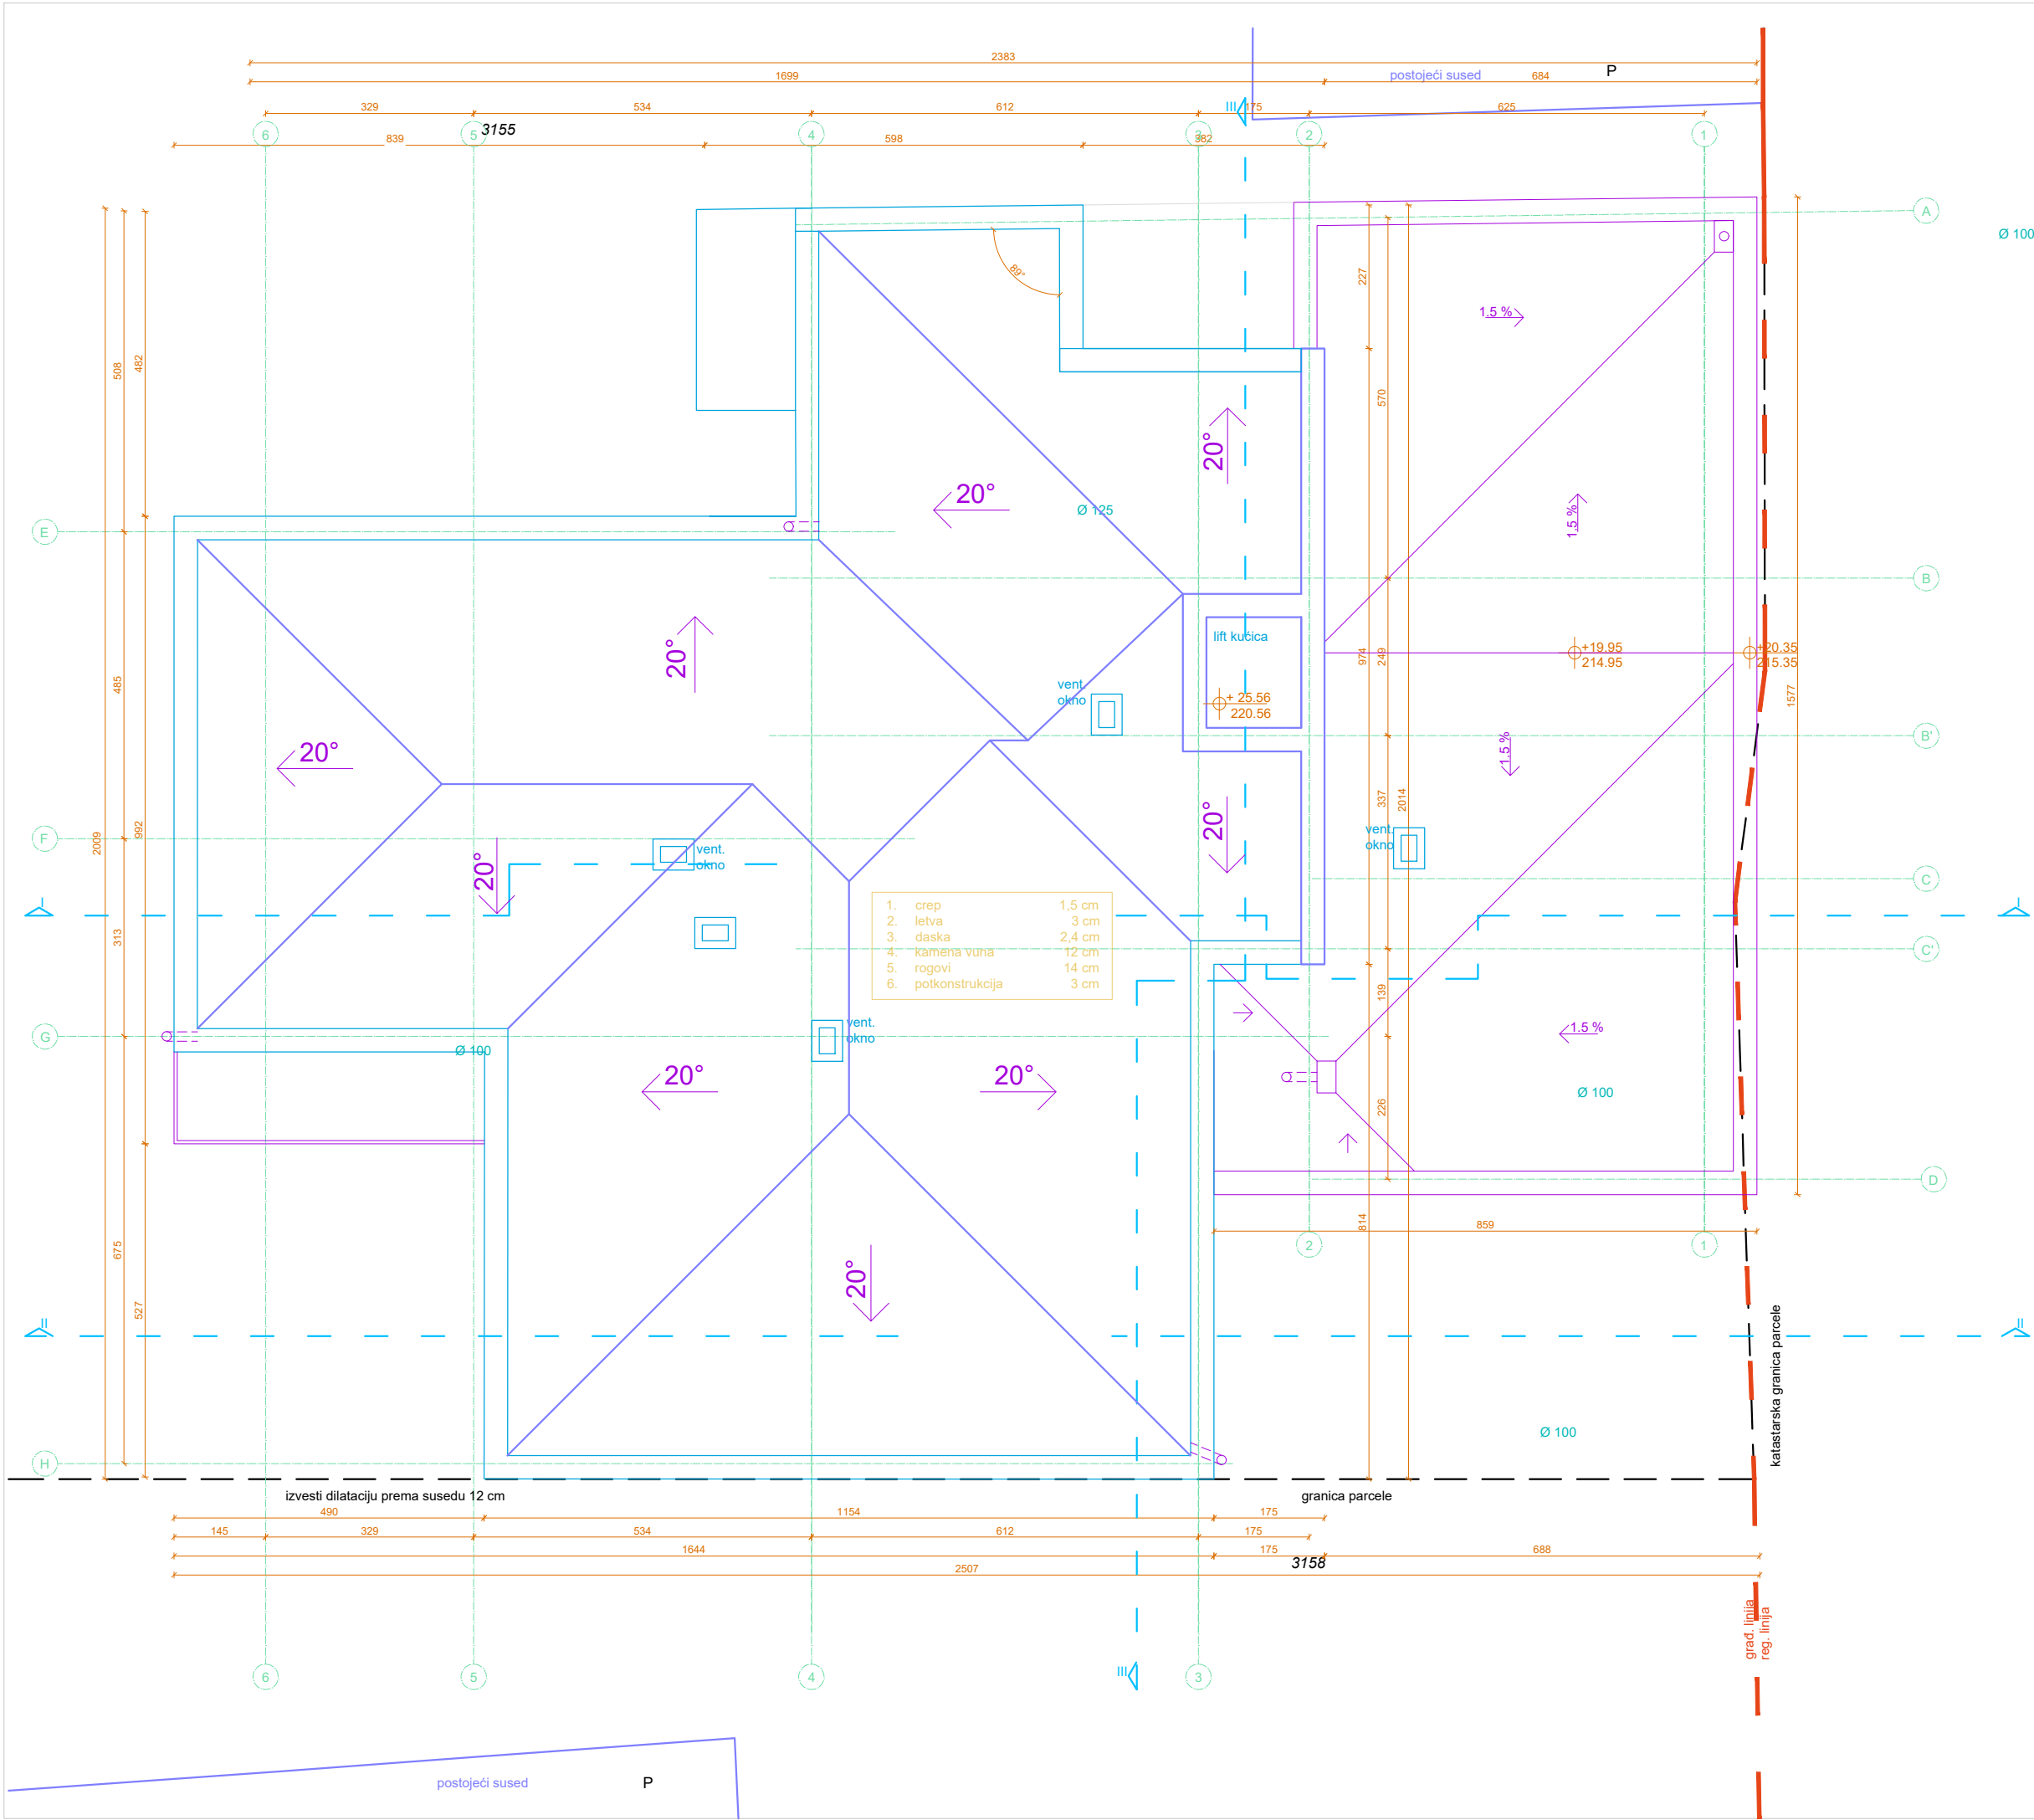 2383
1699
postojeći sused
684
P
329
534
612
III
175
625
6
5
3155
4
3
2
1
839
598
382
A
Ø 100
89°
227
1.5 %
508
482
570
20°
20°
Ø 125
1.5 %
E
B
lift kućica
20°
974
249
+19.95
214.95
+20.35
215.35
vent.
okno
+ 25.56
220.56
485
1577
B'
20°
1.5 %
337
2014
2009
F
992
20°
20°
vent.
okno
vent.
okno
C
I
1. crep 1,5 cm
2. letva 3 cm
3. daska 2,4 cm
4. kamena vuna 12 cm
5. rogovi 14 cm
6. potkonstrukcija 3 cm
I
313
C'
139
G
Ø 100
vent.
okno
1.5 %
20°
20°
226
Ø 100
D
675
814
859
2
1
20°
527
II
II
katastarska granica parcele
Ø 100
H
izvesti dilataciju prema susedu 12 cm
granica parcele
490
1154
175
145
329
534
612
175
1644
175
688
3158
2507
građ. linija
reg. linija
6
5
4
III
3
postojeći sused
P